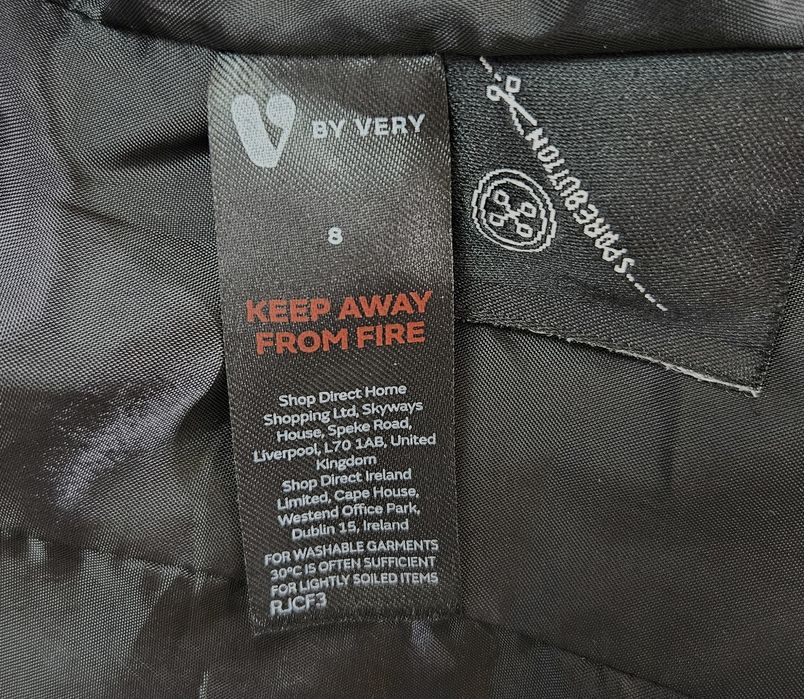 V BY VERY
8
KEEP AWAY
FROM FIRE
Shop Direct Home
Shopping Ltd, Skyways
House, Speke Road,
Liverpool, L70 1AB, United
Kingdom
Shop Direct Ireland
Limited, Cape House,
Westend Office Park,
Dublin 15, Ireland
FOR WASHABLE GARMENTS
30°C IS OFTEN SUFFICIENT
FOR LIGHTLY SOILED ITEMS
RJCF3
SPAREBUTTON